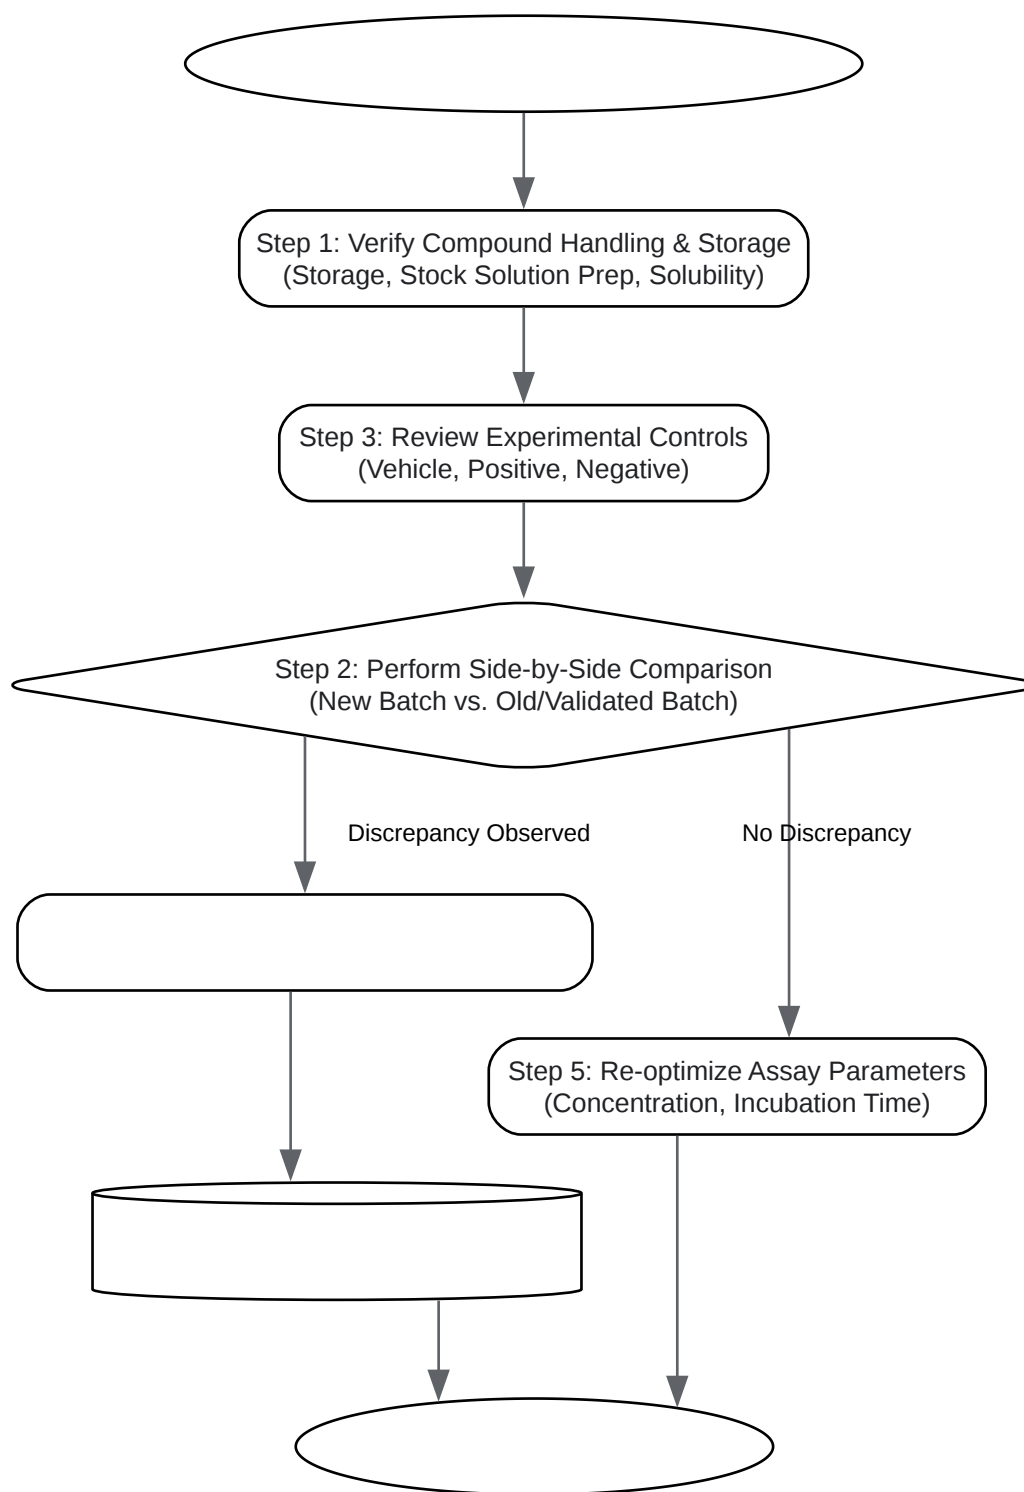 Step 1: Verify Compound Handling & Storage
(Storage, Stock Solution Prep, Solubility)
Step 3: Review Experimental Controls
(Vehicle, Positive, Negative)
Step 2: Perform Side-by-Side Comparison
(New Batch vs. Old/Validated Batch)
Discrepancy Observed
No Discrepancy
Step 5: Re-optimize Assay Parameters
(Concentration, Incubation Time)